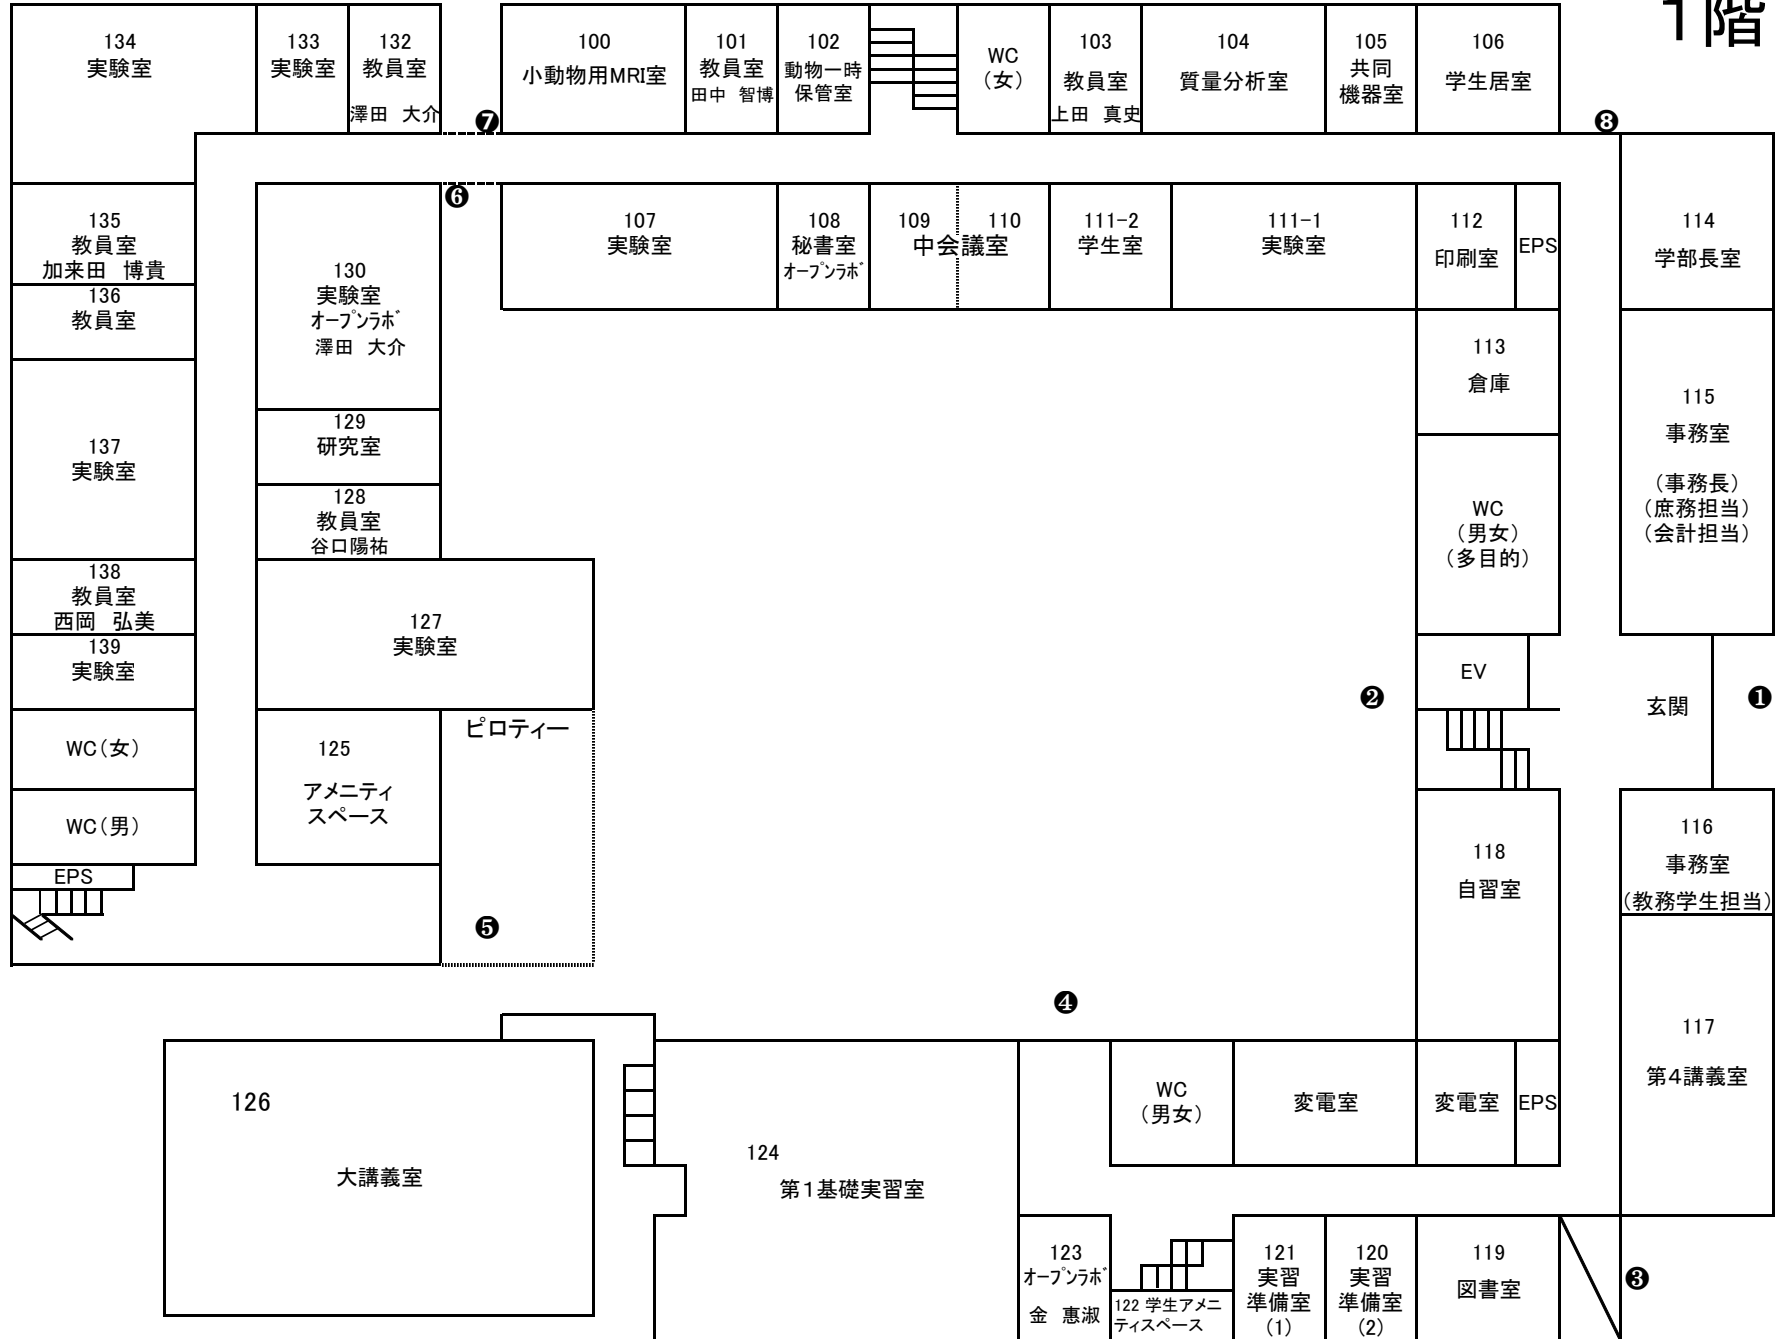 1階
134
実験室
133
実験室
132
教員室
澤田 大介
100
小動物用MRI室
101
教員室
田中 智博
102
動物一時
保管室
WC
（女）
103
教員室
上田 真史
104
質量分析室
105
共同
機器室
106
学生居室
❼
❽
❻
135
教員室
加来田 博貴
136
教員室
130
実験室
ｵｰﾌﾟﾝﾗﾎﾞ
澤田 大介
107
実験室
108
秘書室
ｵｰﾌﾟﾝﾗﾎﾞ
109 110
中会議室
111-2
学生室
111-1
実験室
112
印刷室
EPS
114
学部長室
113
倉庫
115
事務室
（事務長）
（庶務担当）
（会計担当）
129
研究室
137
実験室
128
教員室
谷口陽祐
WC
（男女）
（多目的）
138
教員室
西岡 弘美
127
実験室
139
実験室
EV
❷
玄関
❶
WC（女）
125
アメニティ
スペース
ピロティー
WC（男）
EPS
118
自習室
116
事務室
（教務学生担当）
❺
❹
117
第4講義室
126
大講義室
124
第１基礎実習室
WC
（男女）
変電室
変電室
EPS
123
ｵｰﾌﾟﾝﾗﾎﾞ
金 惠淑
122 学生アメニ
ティスペース
121
実習
準備室
(1)
120
実習
準備室
(2)
119
図書室
❸